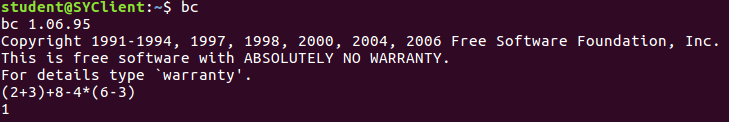 student@SYClient:~$ bc
bc 1.06.95
Copyright 1991-1994, 1997, 1998, 2000, 2004, 2006 Free Software Foundation, Inc.
This is free software with ABSOLUTELY NO WARRANTY.
For details type `warranty'.
(2+3)+8-4*(6-3)
1